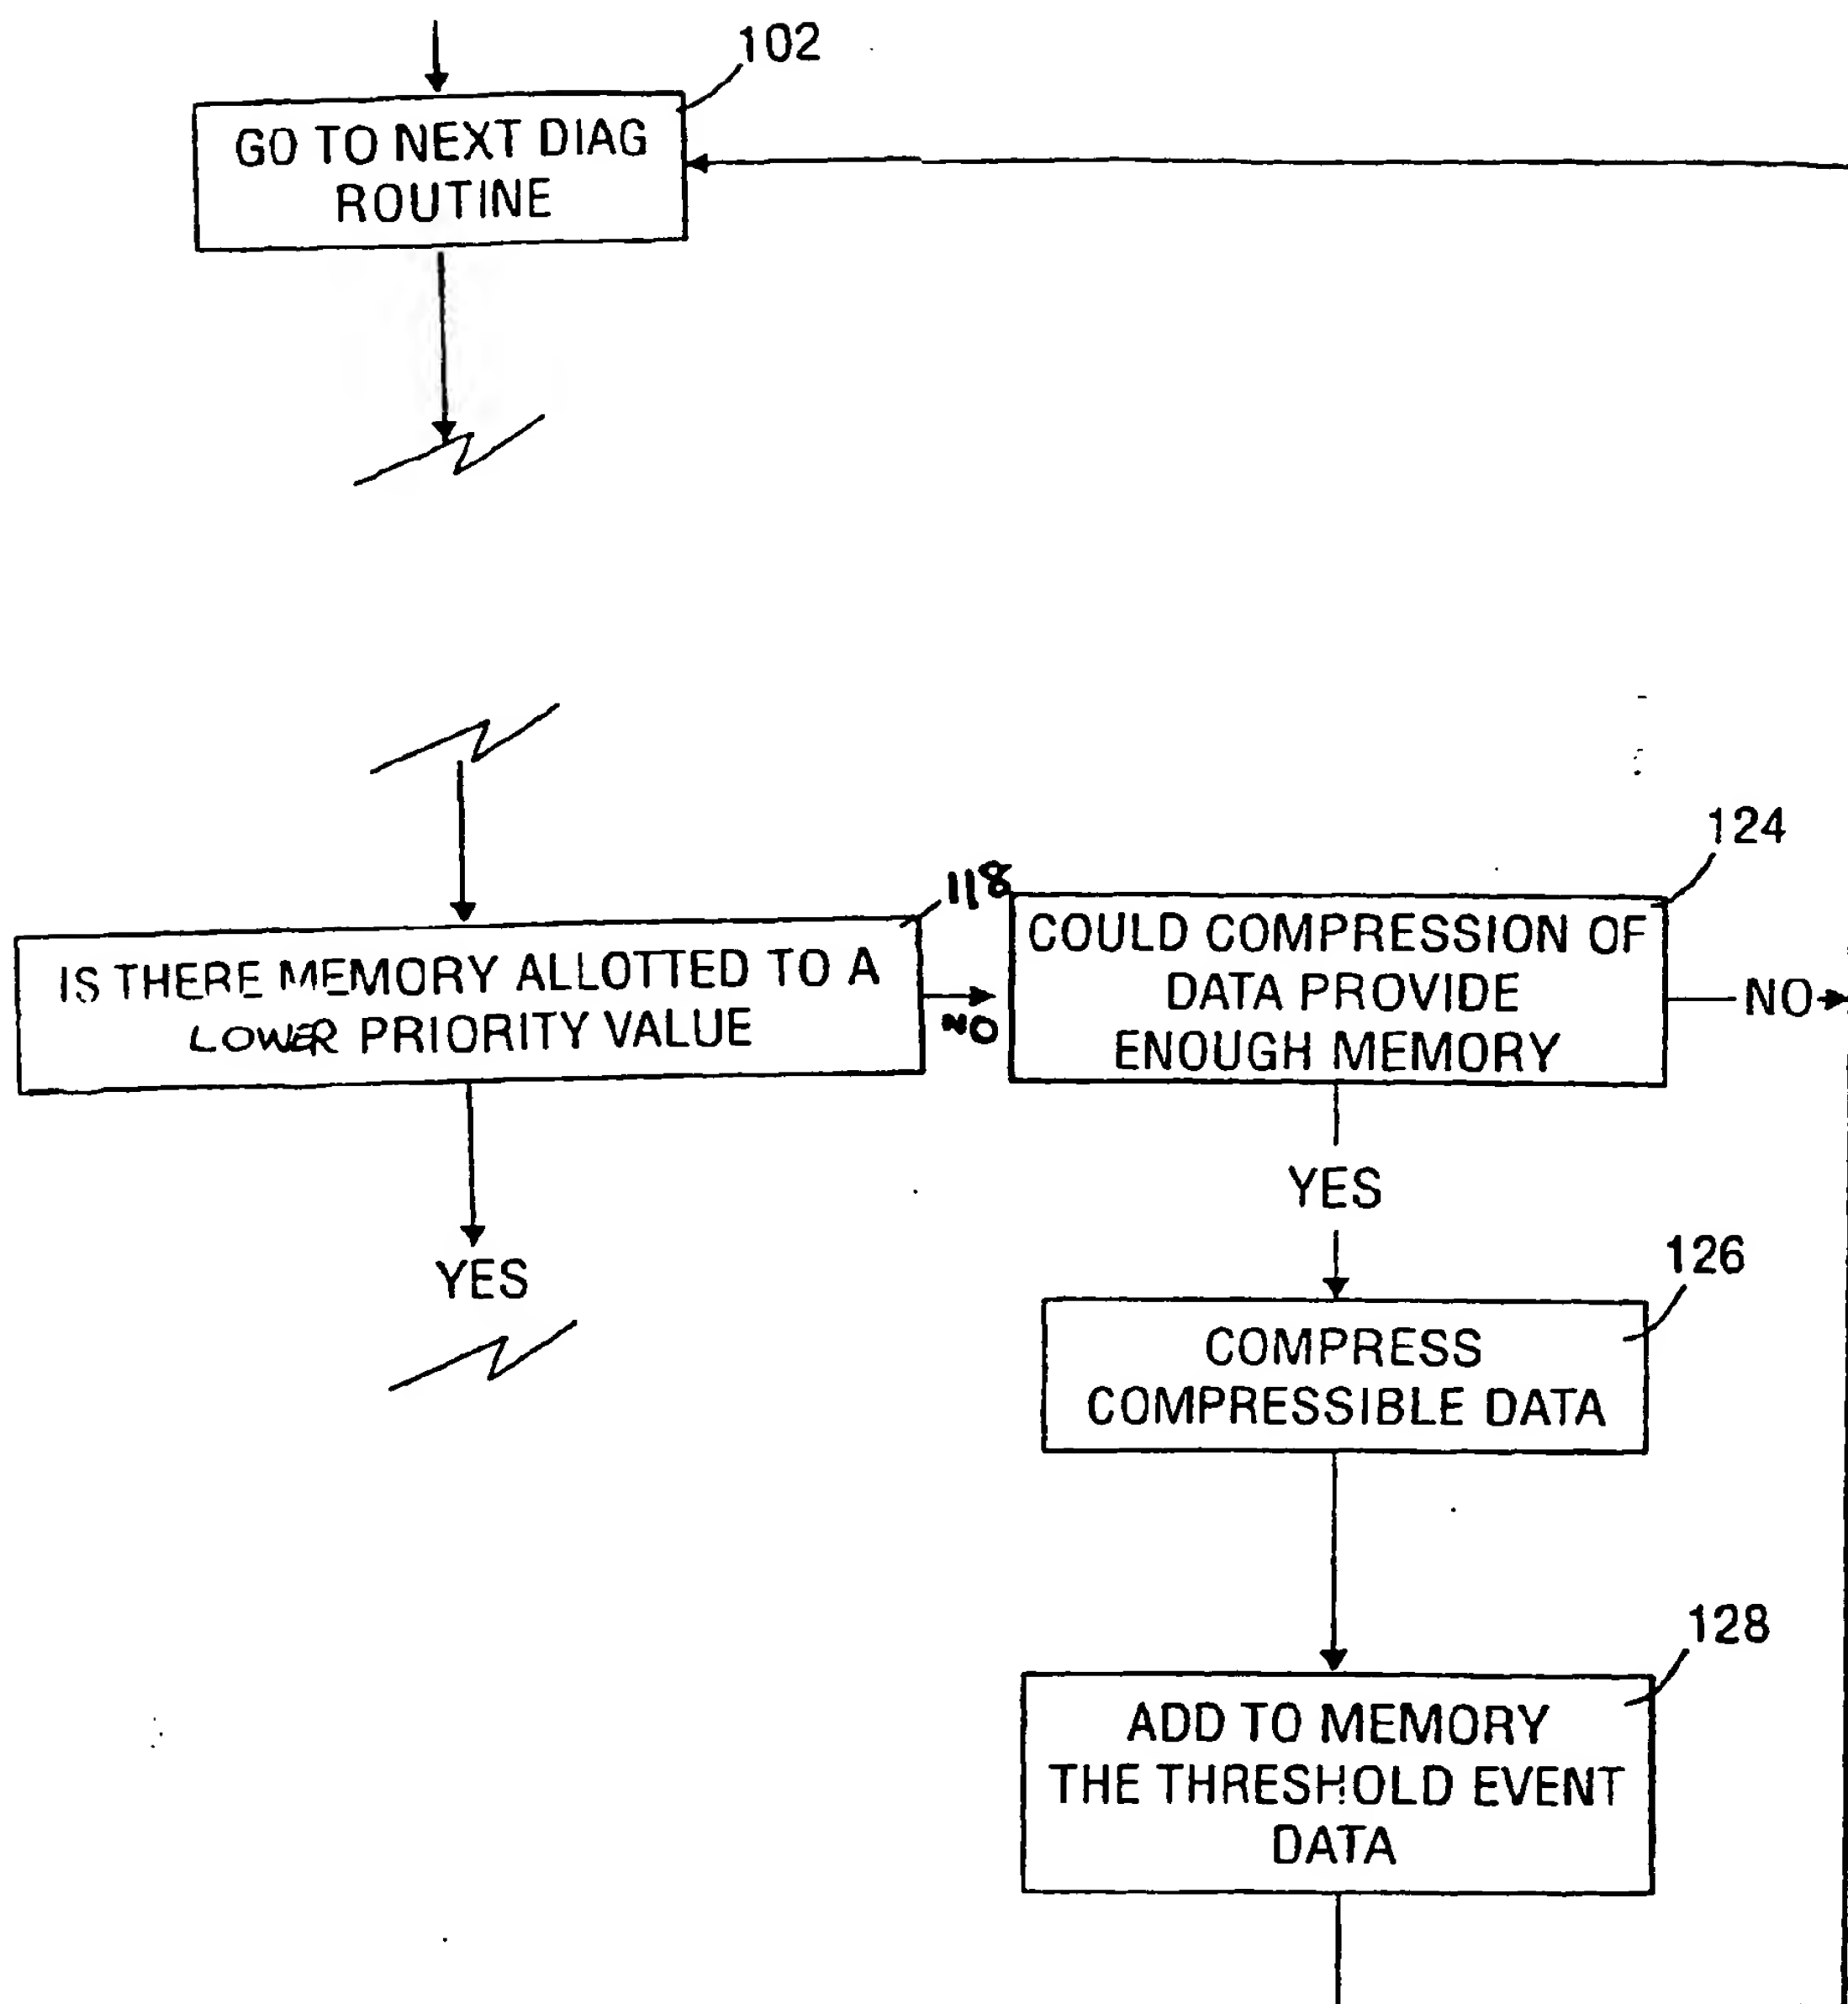 102
GO TO NEXT DIAG
ROUTINE
118
IS THERE MEMORY ALLOTTED TO A
LOWER PRIORITY VALUE
NO
124
COULD COMPRESSION OF
DATA PROVIDE
ENOUGH MEMORY
NO
YES
YES
126
COMPRESS
COMPRESSIBLE DATA
128
ADD TO MEMORY
THE THRESHOLD EVENT
DATA